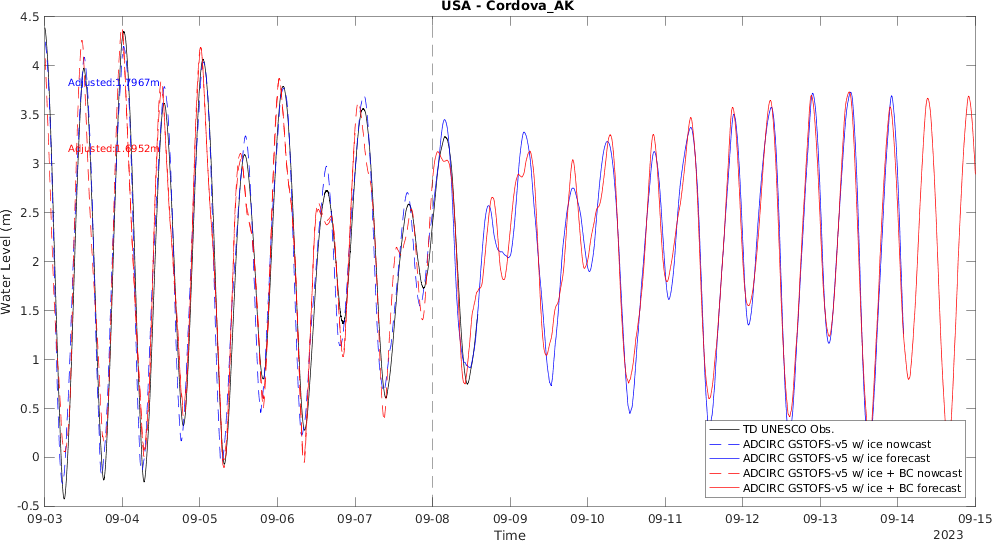 USA - Cordova_AK
4.5
4
3.5
3
2.5
2
1.5
1
0.5
0
-0.5
Water Level (m)
Adjusted:1.7967m
Adjusted:1.6952m
TD UNESCO Obs.
ADCIRC GSTOFS-v5 w/ ice nowcast
ADCIRC GSTOFS-v5 w/ ice forecast
ADCIRC GSTOFS-v5 w/ ice + BC nowcast
ADCIRC GSTOFS-v5 w/ ice + BC forecast
09-03 09-04 09-05 09-06 09-07 09-08 09-09 09-10 09-11 09-12 09-13 09-14 09-15
Time
2023